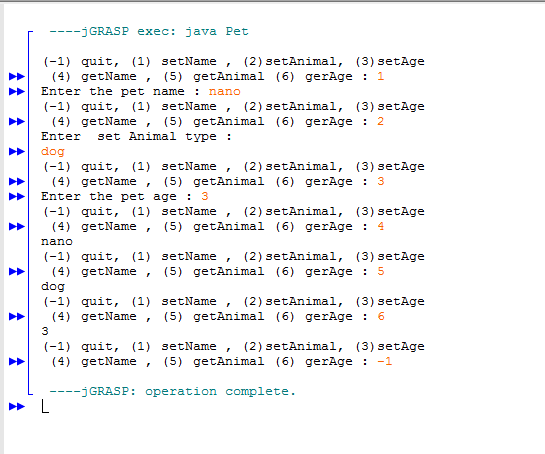 ----jGRASP exec: java Pet
(-1) quit, (1) setName , (2)setAnimal, (3)setAge
(4) getName , (5) getAnimal (6) gerAge : 1
Enter the pet name : nano
(-1) quit, (1) setName , (2)setAnimal, (3)setAge
(4) getName , (5) getAnimal (6) gerAge : 2
Enter  set Animal type :
dog
(-1) quit, (1) setName , (2)setAnimal, (3)setAge
(4) getName , (5) getAnimal (6) gerAge : 3
Enter the pet age : 3
(-1) quit, (1) setName , (2)setAnimal, (3)setAge
(4) getName , (5) getAnimal (6) gerAge : 4
nano
(-1) quit, (1) setName , (2)setAnimal, (3)setAge
(4) getName , (5) getAnimal (6) gerAge : 5
dog
(-1) quit, (1) setName , (2)setAnimal, (3)setAge
(4) getName , (5) getAnimal (6) gerAge : 6
3
(-1) quit, (1) setName , (2)setAnimal, (3)setAge
(4) getName , (5) getAnimal (6) gerAge : -1
----jGRASP: operation complete.